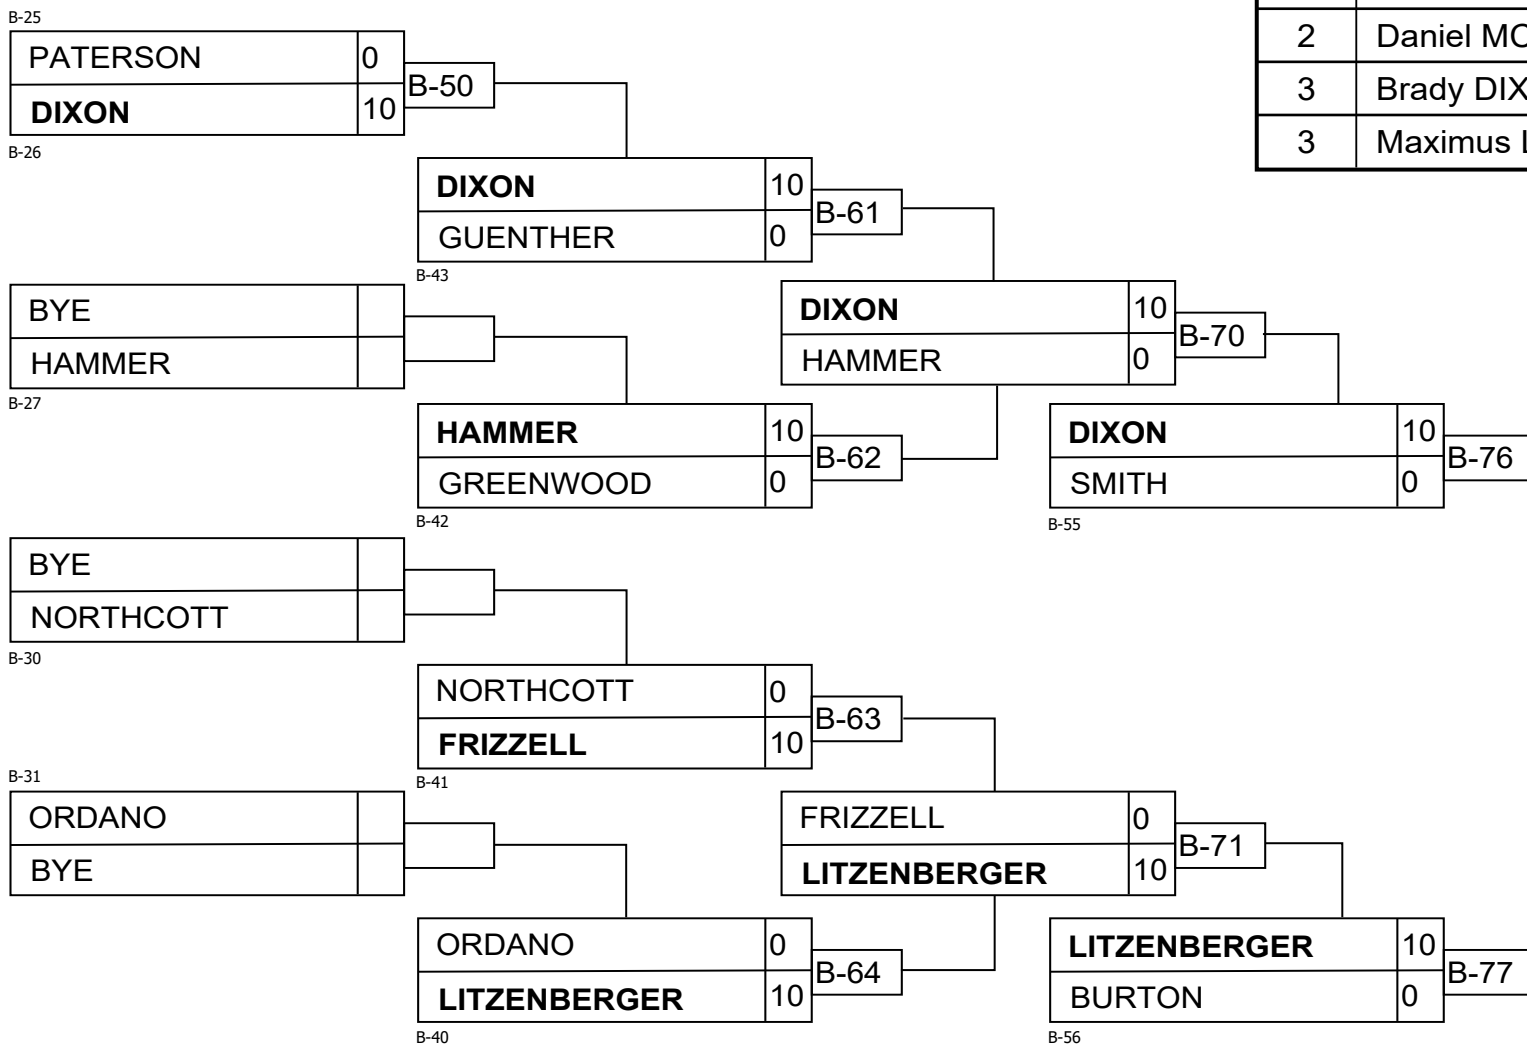 B-25
PATERSON 0
B-50
DIXON 10
B-26
2 Daniel
3 Brady
3 Maximus
DIXON 10
B-61
GUENTHER 0
B-43
BYE
HAMMER
B-27
DIXON 10
B-70
HAMMER 0
HAMMER 10
B-62
GREENWOOD 0
B-42
DIXON 10
B-76
SMITH 0
B-55
BYE
NORTHCOTT
B-30
NORTHCOTT 0
B-63
FRIZZELL 10
B-41
B-31
ORDANO
BYE
FRIZZELL 0
B-71
LITZENBERGER 10
ORDANO 0
B-64
LITZENBERGER 10
B-40
LITZENBERGER 10
B-77
BURTON 0
B-56